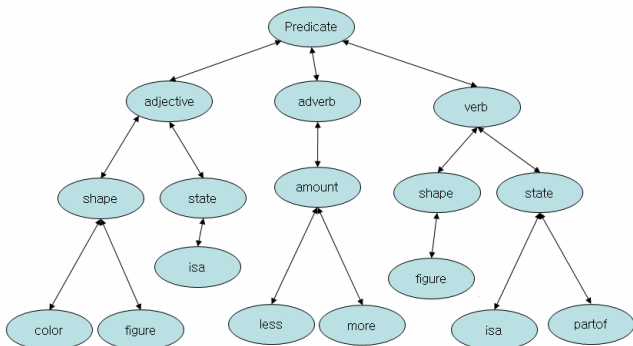 Predicate
adjective
adverb
verb
shape
state
amount
shape
state
isa
figure
color
figure
less
more
isa
partof